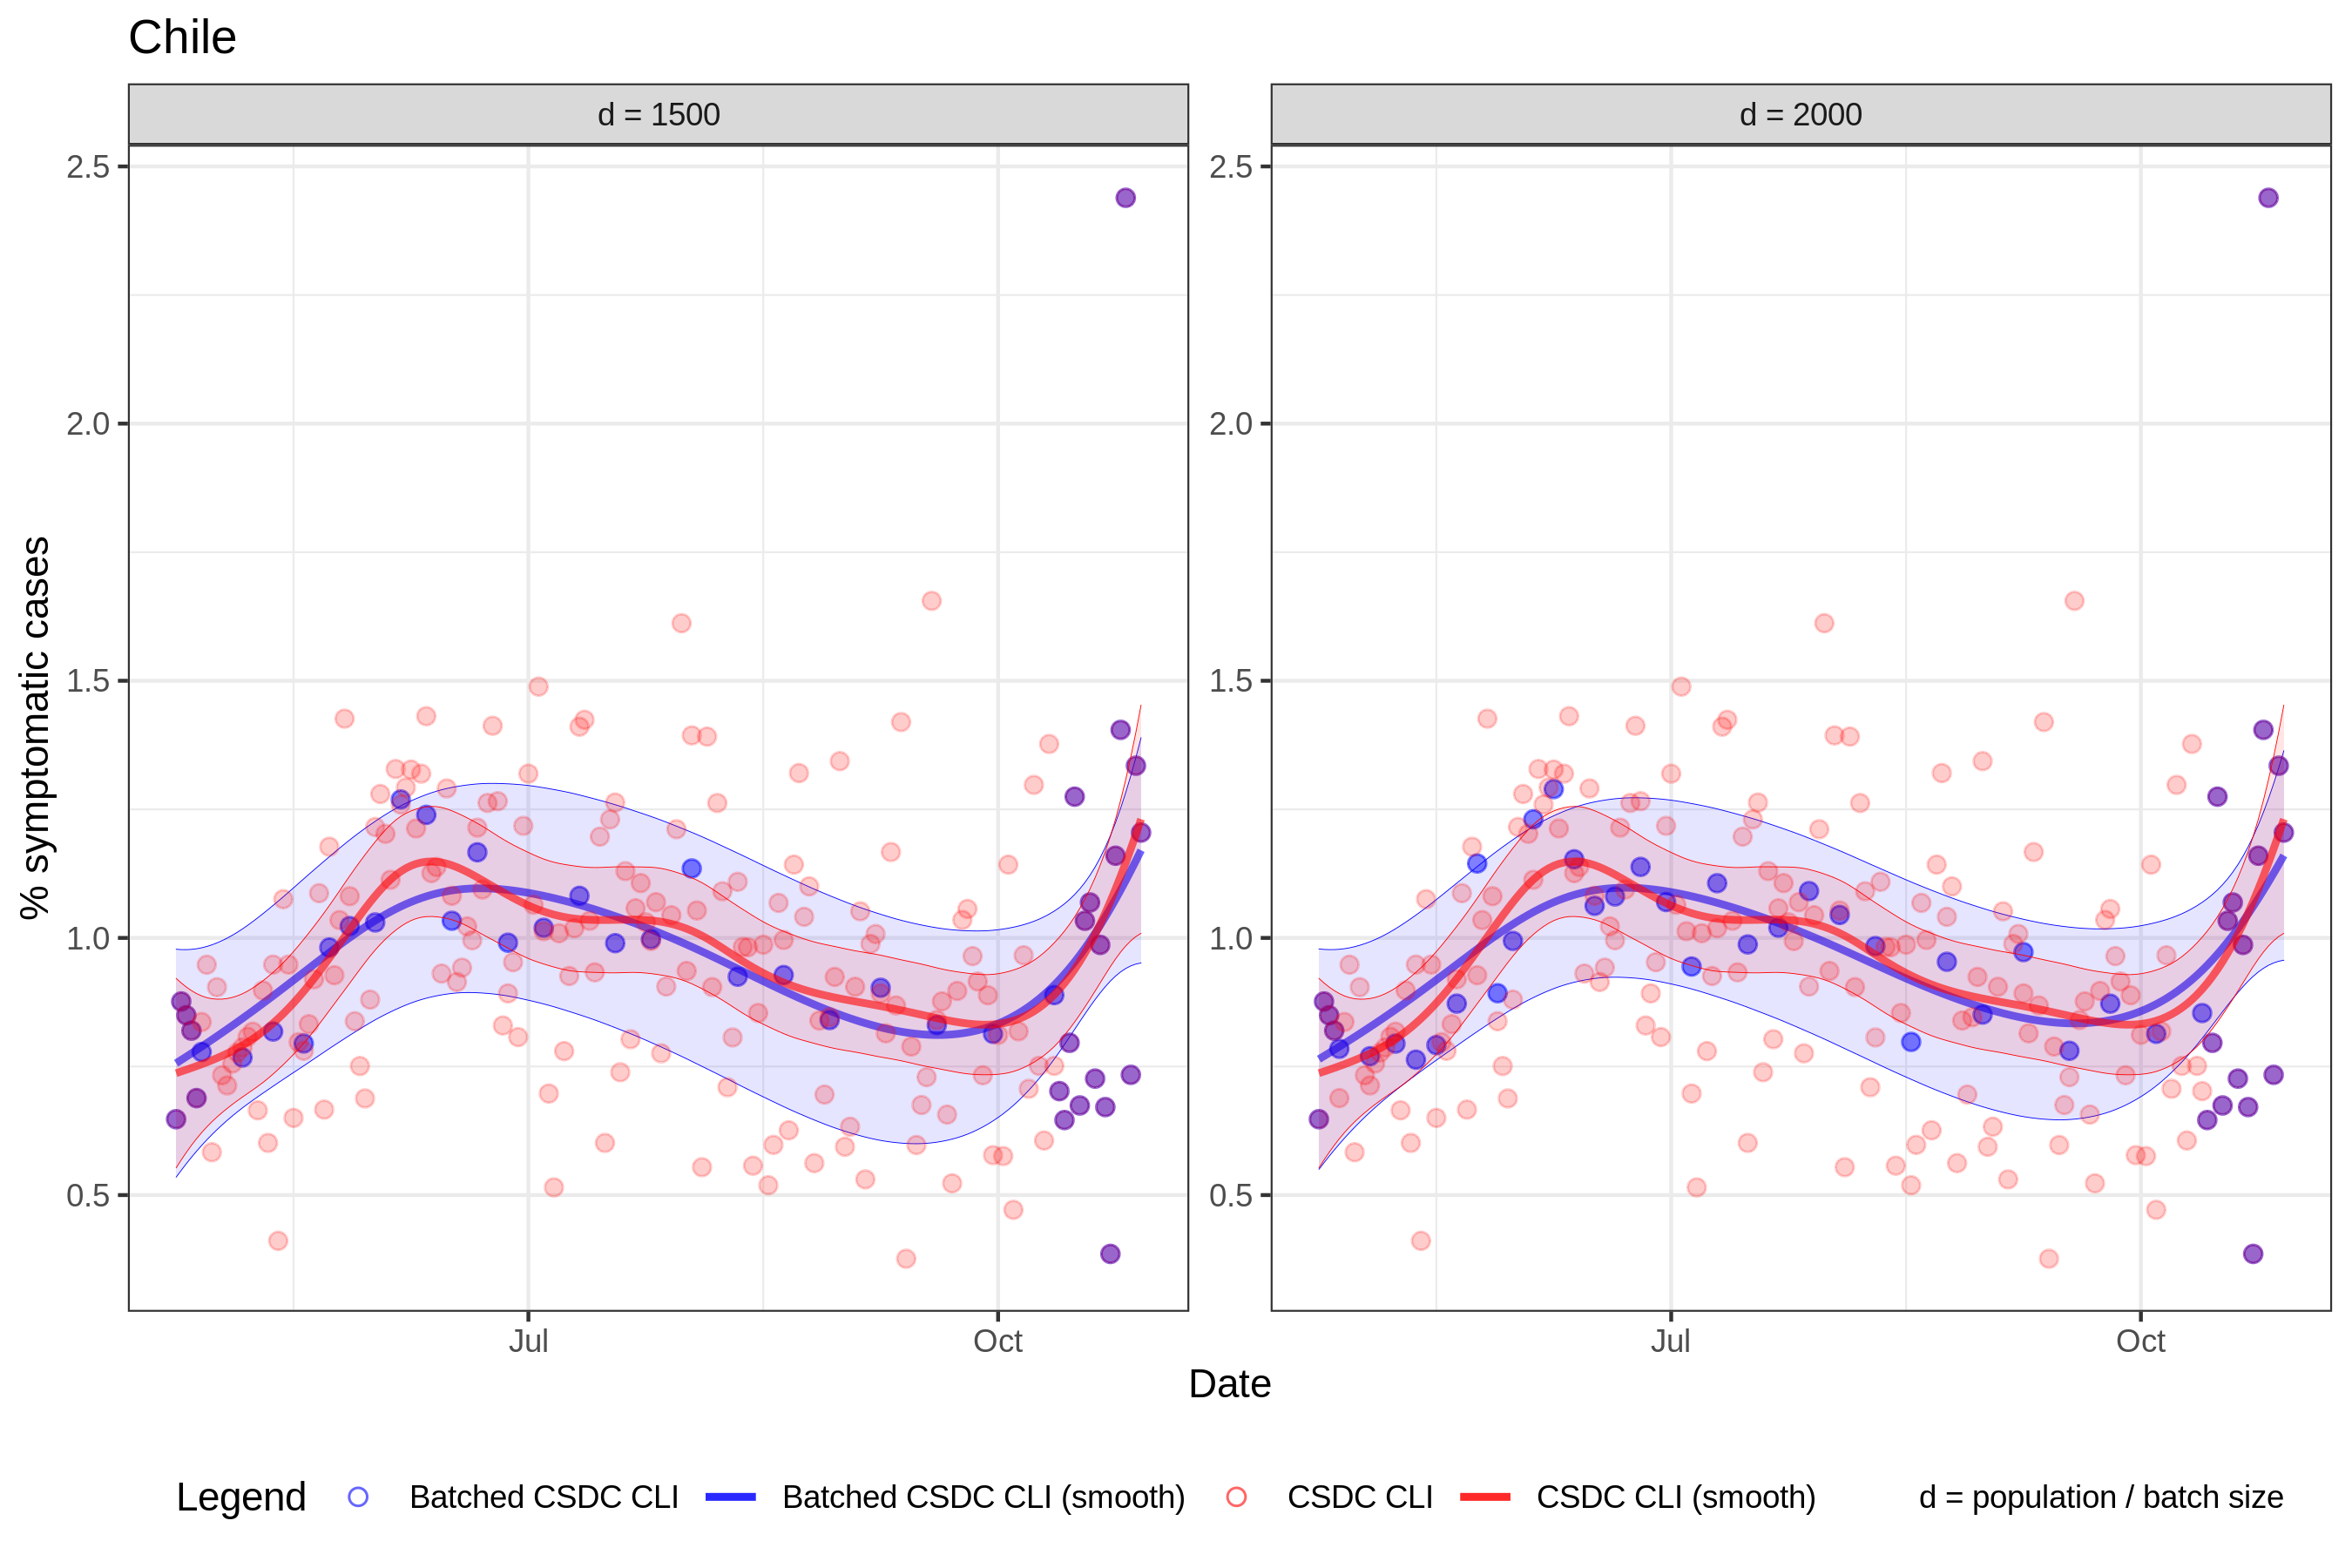 Chile
d = 1500
d = 2000
2.5
2.0
1.5
1.0
0.5
2.5
2.0
1.5
1.0
0.5
% symptomatic cases
Jul
Oct
Jul
Oct
Date
Legend
Batched CSDC CLI
Batched CSDC CLI (smooth)
CSDC CLI
CSDC CLI (smooth)
d = population / batch size